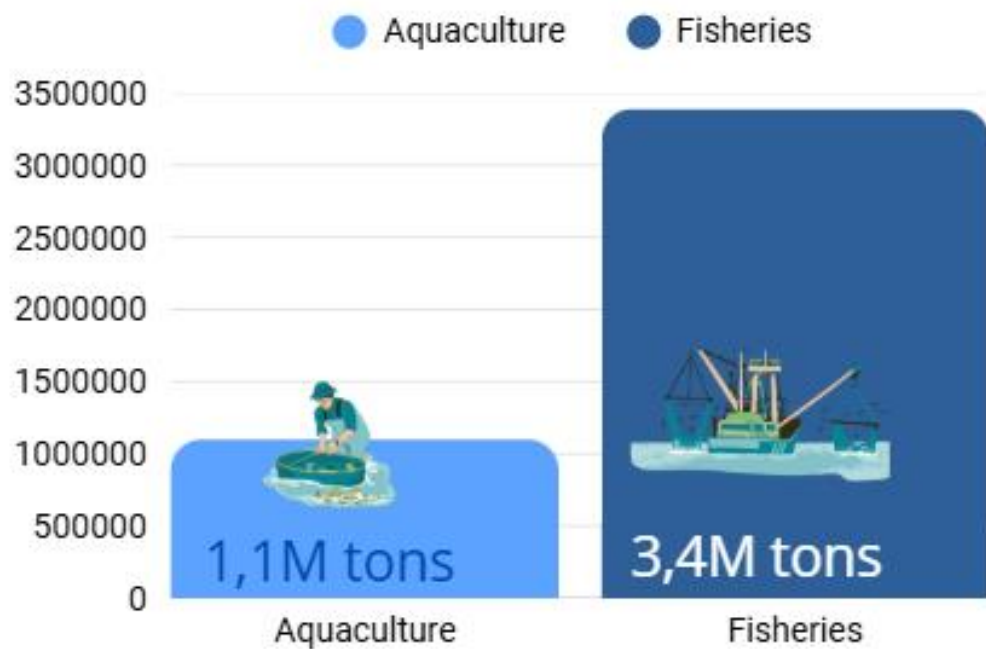 Aquaculture Fisheries
3500000
3000000
2500000
2000000
1500000
1000000
500000
0
1,1M tons
3,4M tons
Aquaculture
Fisheries